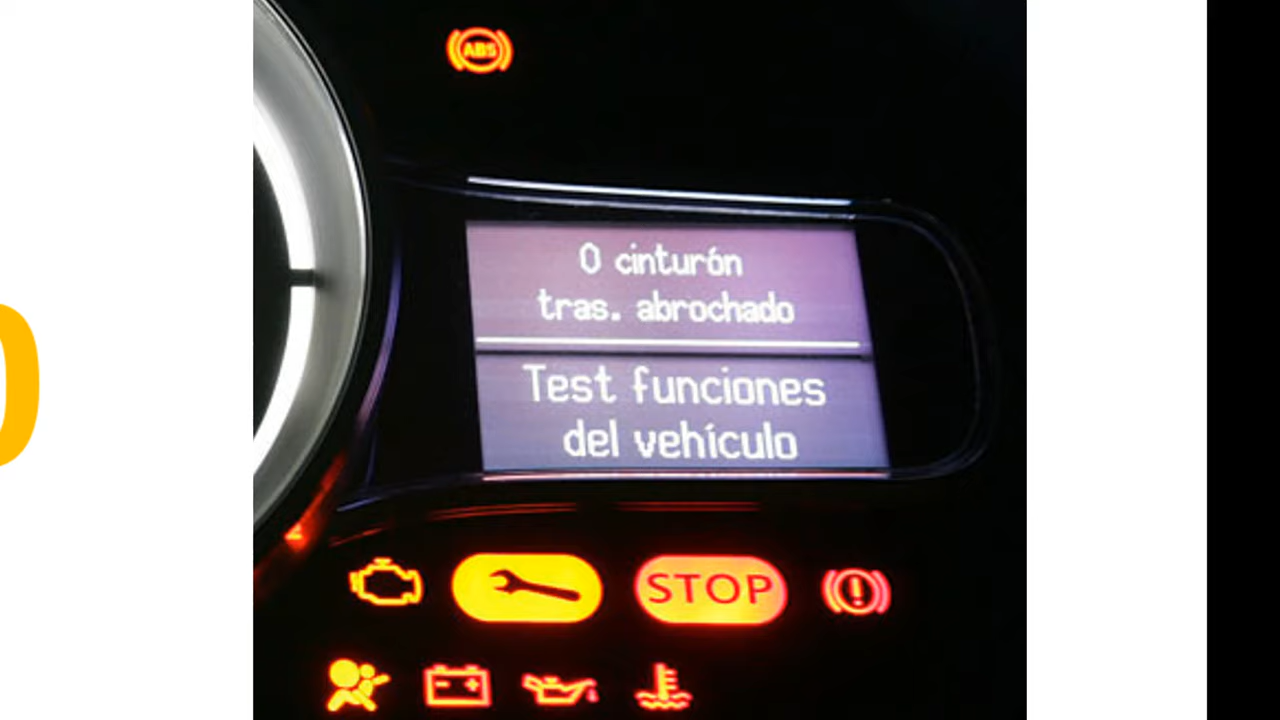 ABS
0 cinturón
tras. abrochado
Test funciones
del vehículo
STOP